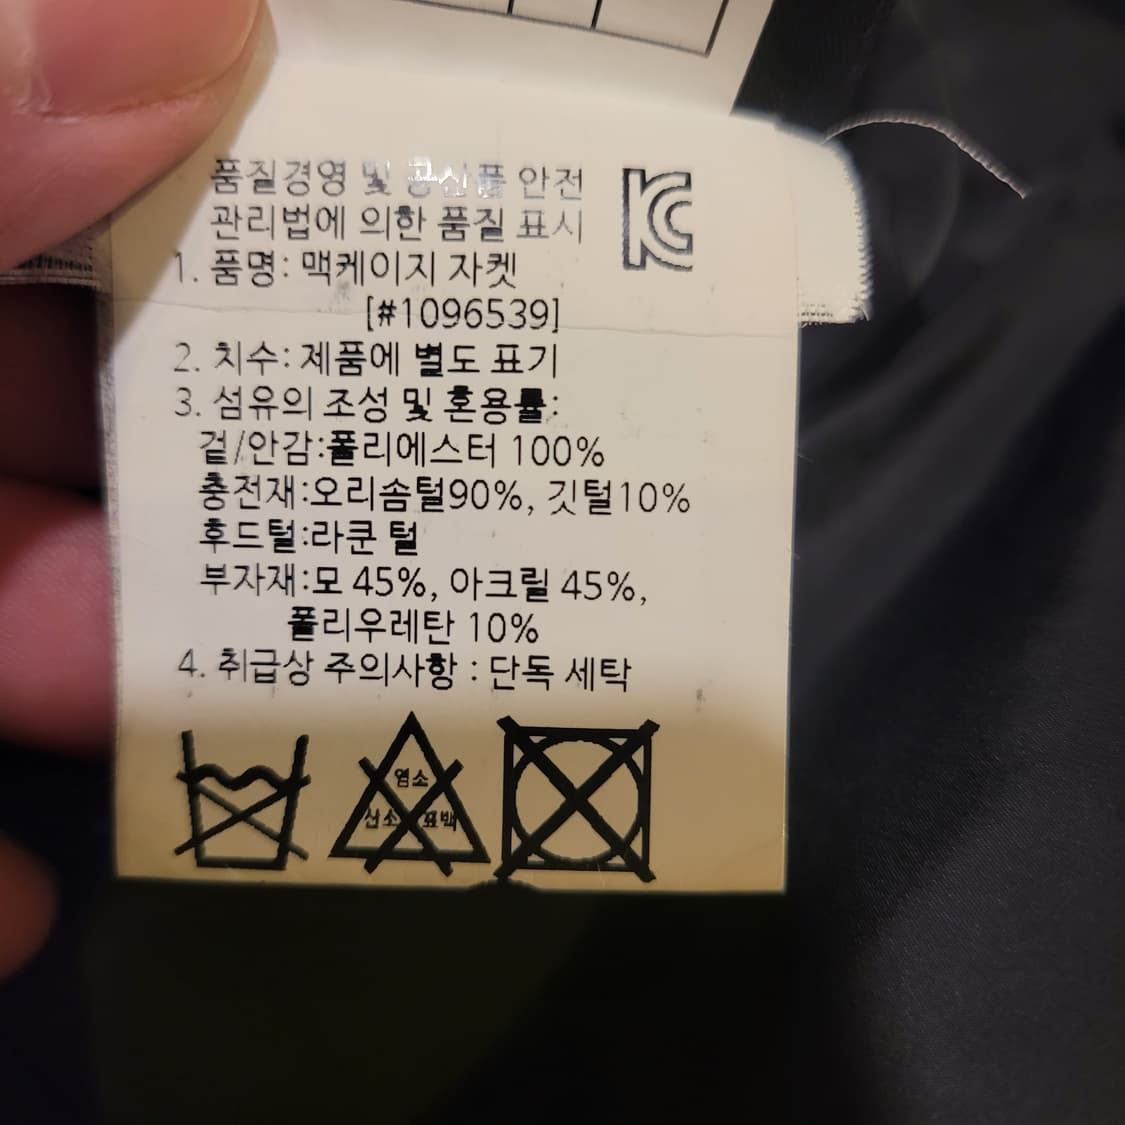 품질경영 및 공산품 안전
관리법에 의한 품질 표시
KC
1. 품명: 맥케이지 자켓
[#1096539]
2. 치수: 제품에 별도 표기
3. 섬유의 조성 및 혼용률:
겉/안감:폴리에스터 100%
충전재:오리솜털90%, 깃털10%
후드털:라쿤 털
부자재:모 45%, 아크릴 45%,
폴리우레탄 10%
4. 취급상 주의사항 : 단독 세탁
염소
산소 표백